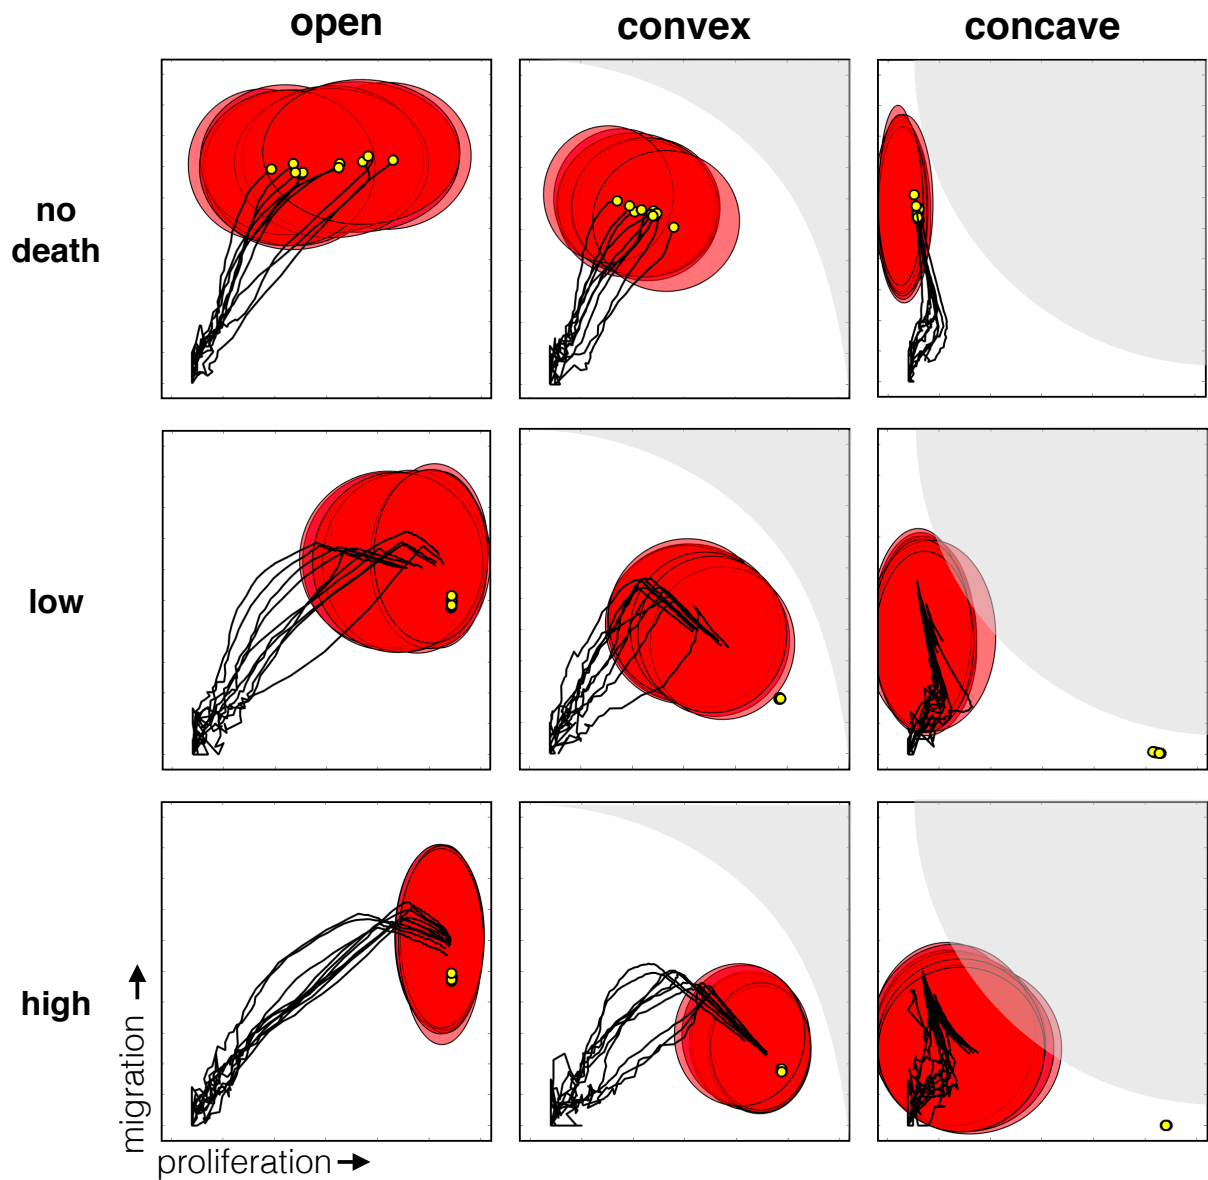 open
convex
concave
no
death
low
high
migration
proliferation